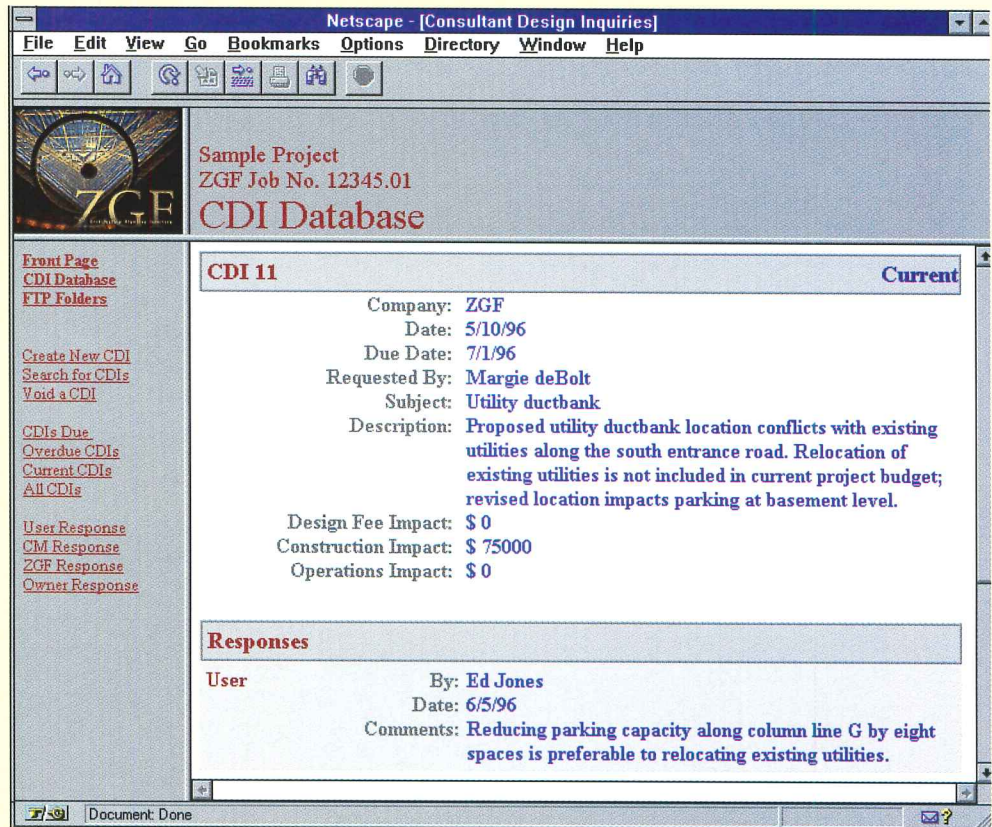 Netscape - [Consultant Design Inquiries]
File Edit View Go Bookmarks Options Directory Window Help
ZGF
Sample Project
ZGF Job No. 12345.01
CDI Database
Front Page
CDI Database
FTP Folders
Create New CDI
Search for CDIs
Void a CDI
CDIs Due
Overdue CDIs
Current CDIs
All CDIs
User Response
CM Response
ZGF Response
Owner Response
CDI 11 Current
Company: ZGF
Date: 5/10/96
Due Date: 7/1/96
Requested By: Margie deBolt
Subject: Utility ductbank
Description: Proposed utility ductbank location conflicts with existing
utilities along the south entrance road. Relocation of
existing utilities is not included in current project budget;
revised location impacts parking at basement level.
Design Fee Impact: $ 0
Construction Impact: $ 75000
Operations Impact: $ 0
Responses
User By: Ed Jones
Date: 6/5/96
Comments: Reducing parking capacity along column line G by eight
spaces is preferable to relocating existing utilities.
Document: Done